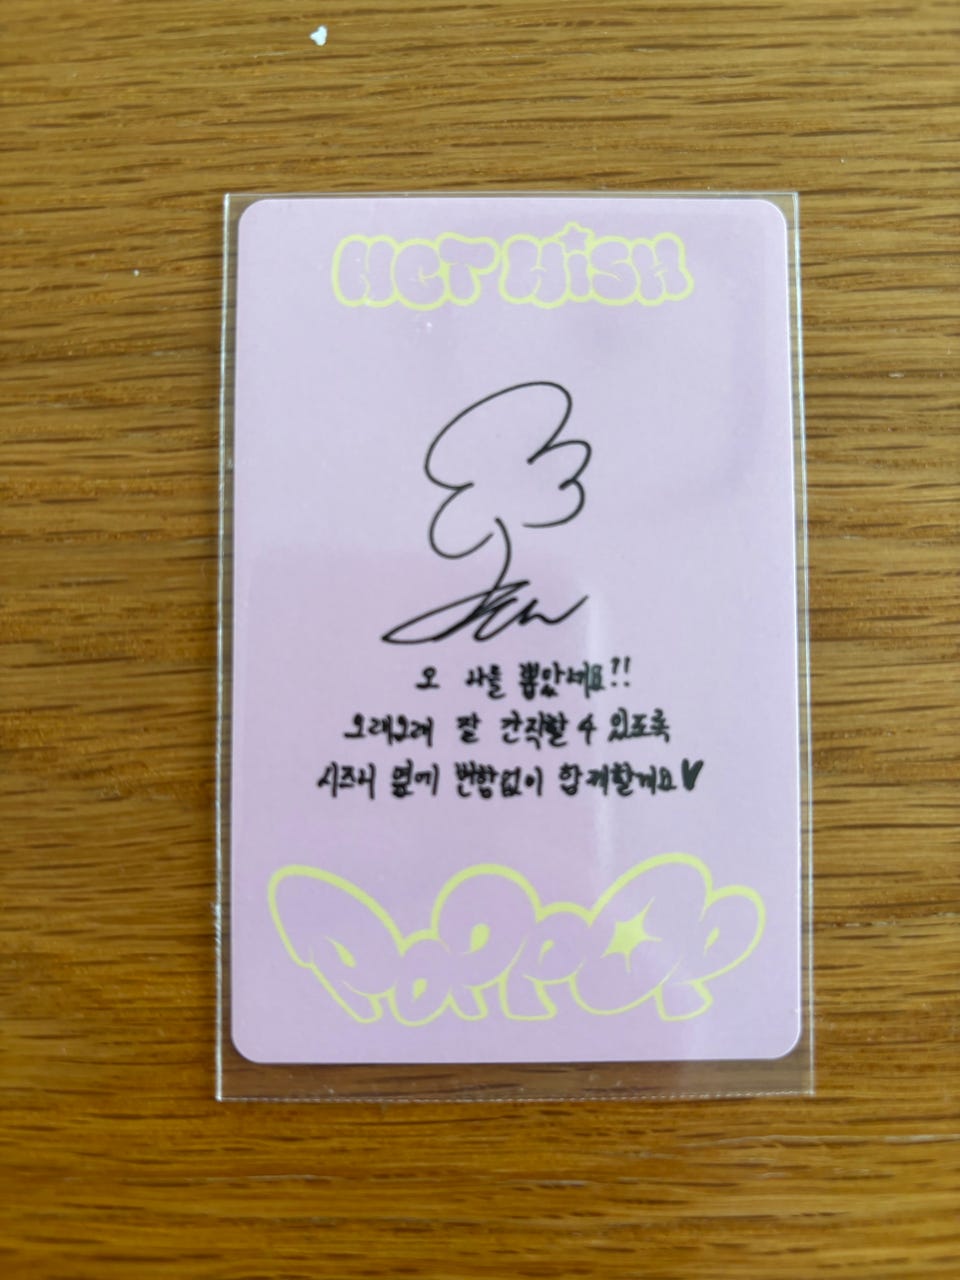 NCT WISH
오 나를 뽑았네요?!
오래오래 잘 간직할 수 있도록
시즈니 옆에 변함없이 함께할게요♥
POPPOP